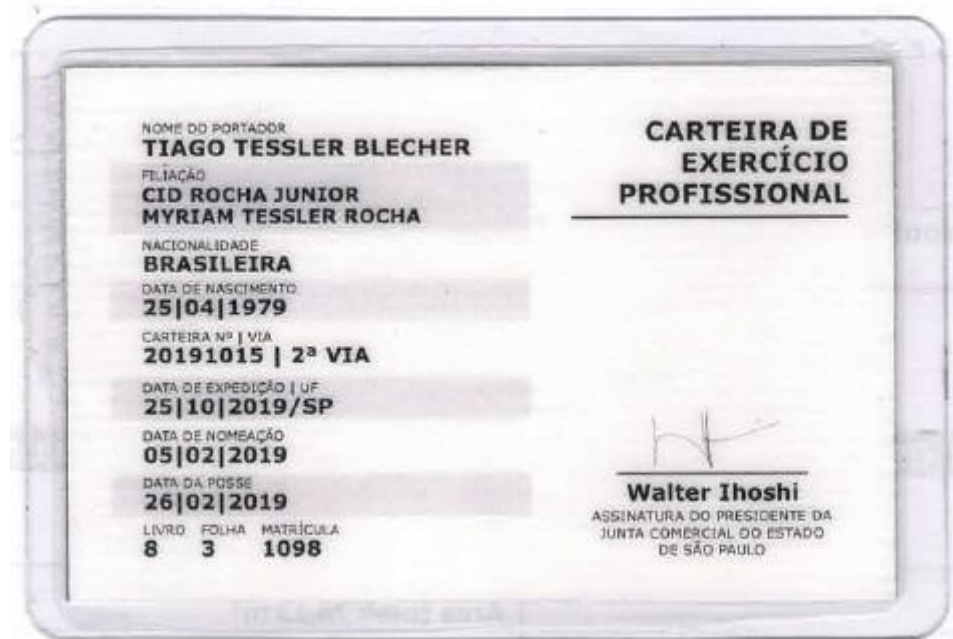 NOME DO PORTADOR
TIAGO TESSLER BLECHER
FILIAÇÃO
CID ROCHA JUNIOR
MYRIAM TESSLER ROCHA
NACIONALIDADE
BRASILEIRA
DATA DE NASCIMENTO
25|04|1979
CARTEIRA Nº | VIA
20191015 | 2ª VIA
DATA DE EXPEDIÇÃO | UF
25|10|2019/SP
DATA DE NOMEAÇÃO
05|02|2019
DATA DA POSSE
26|02|2019
LIVRO FOLHA MATRÍCULA
8 3 1098
CARTEIRA DE
EXERCÍCIO
PROFISSIONAL
Walter Ihoshi
ASSINATURA DO PRESIDENTE DA
JUNTA COMERCIAL DO ESTADO
DE SÃO PAULO